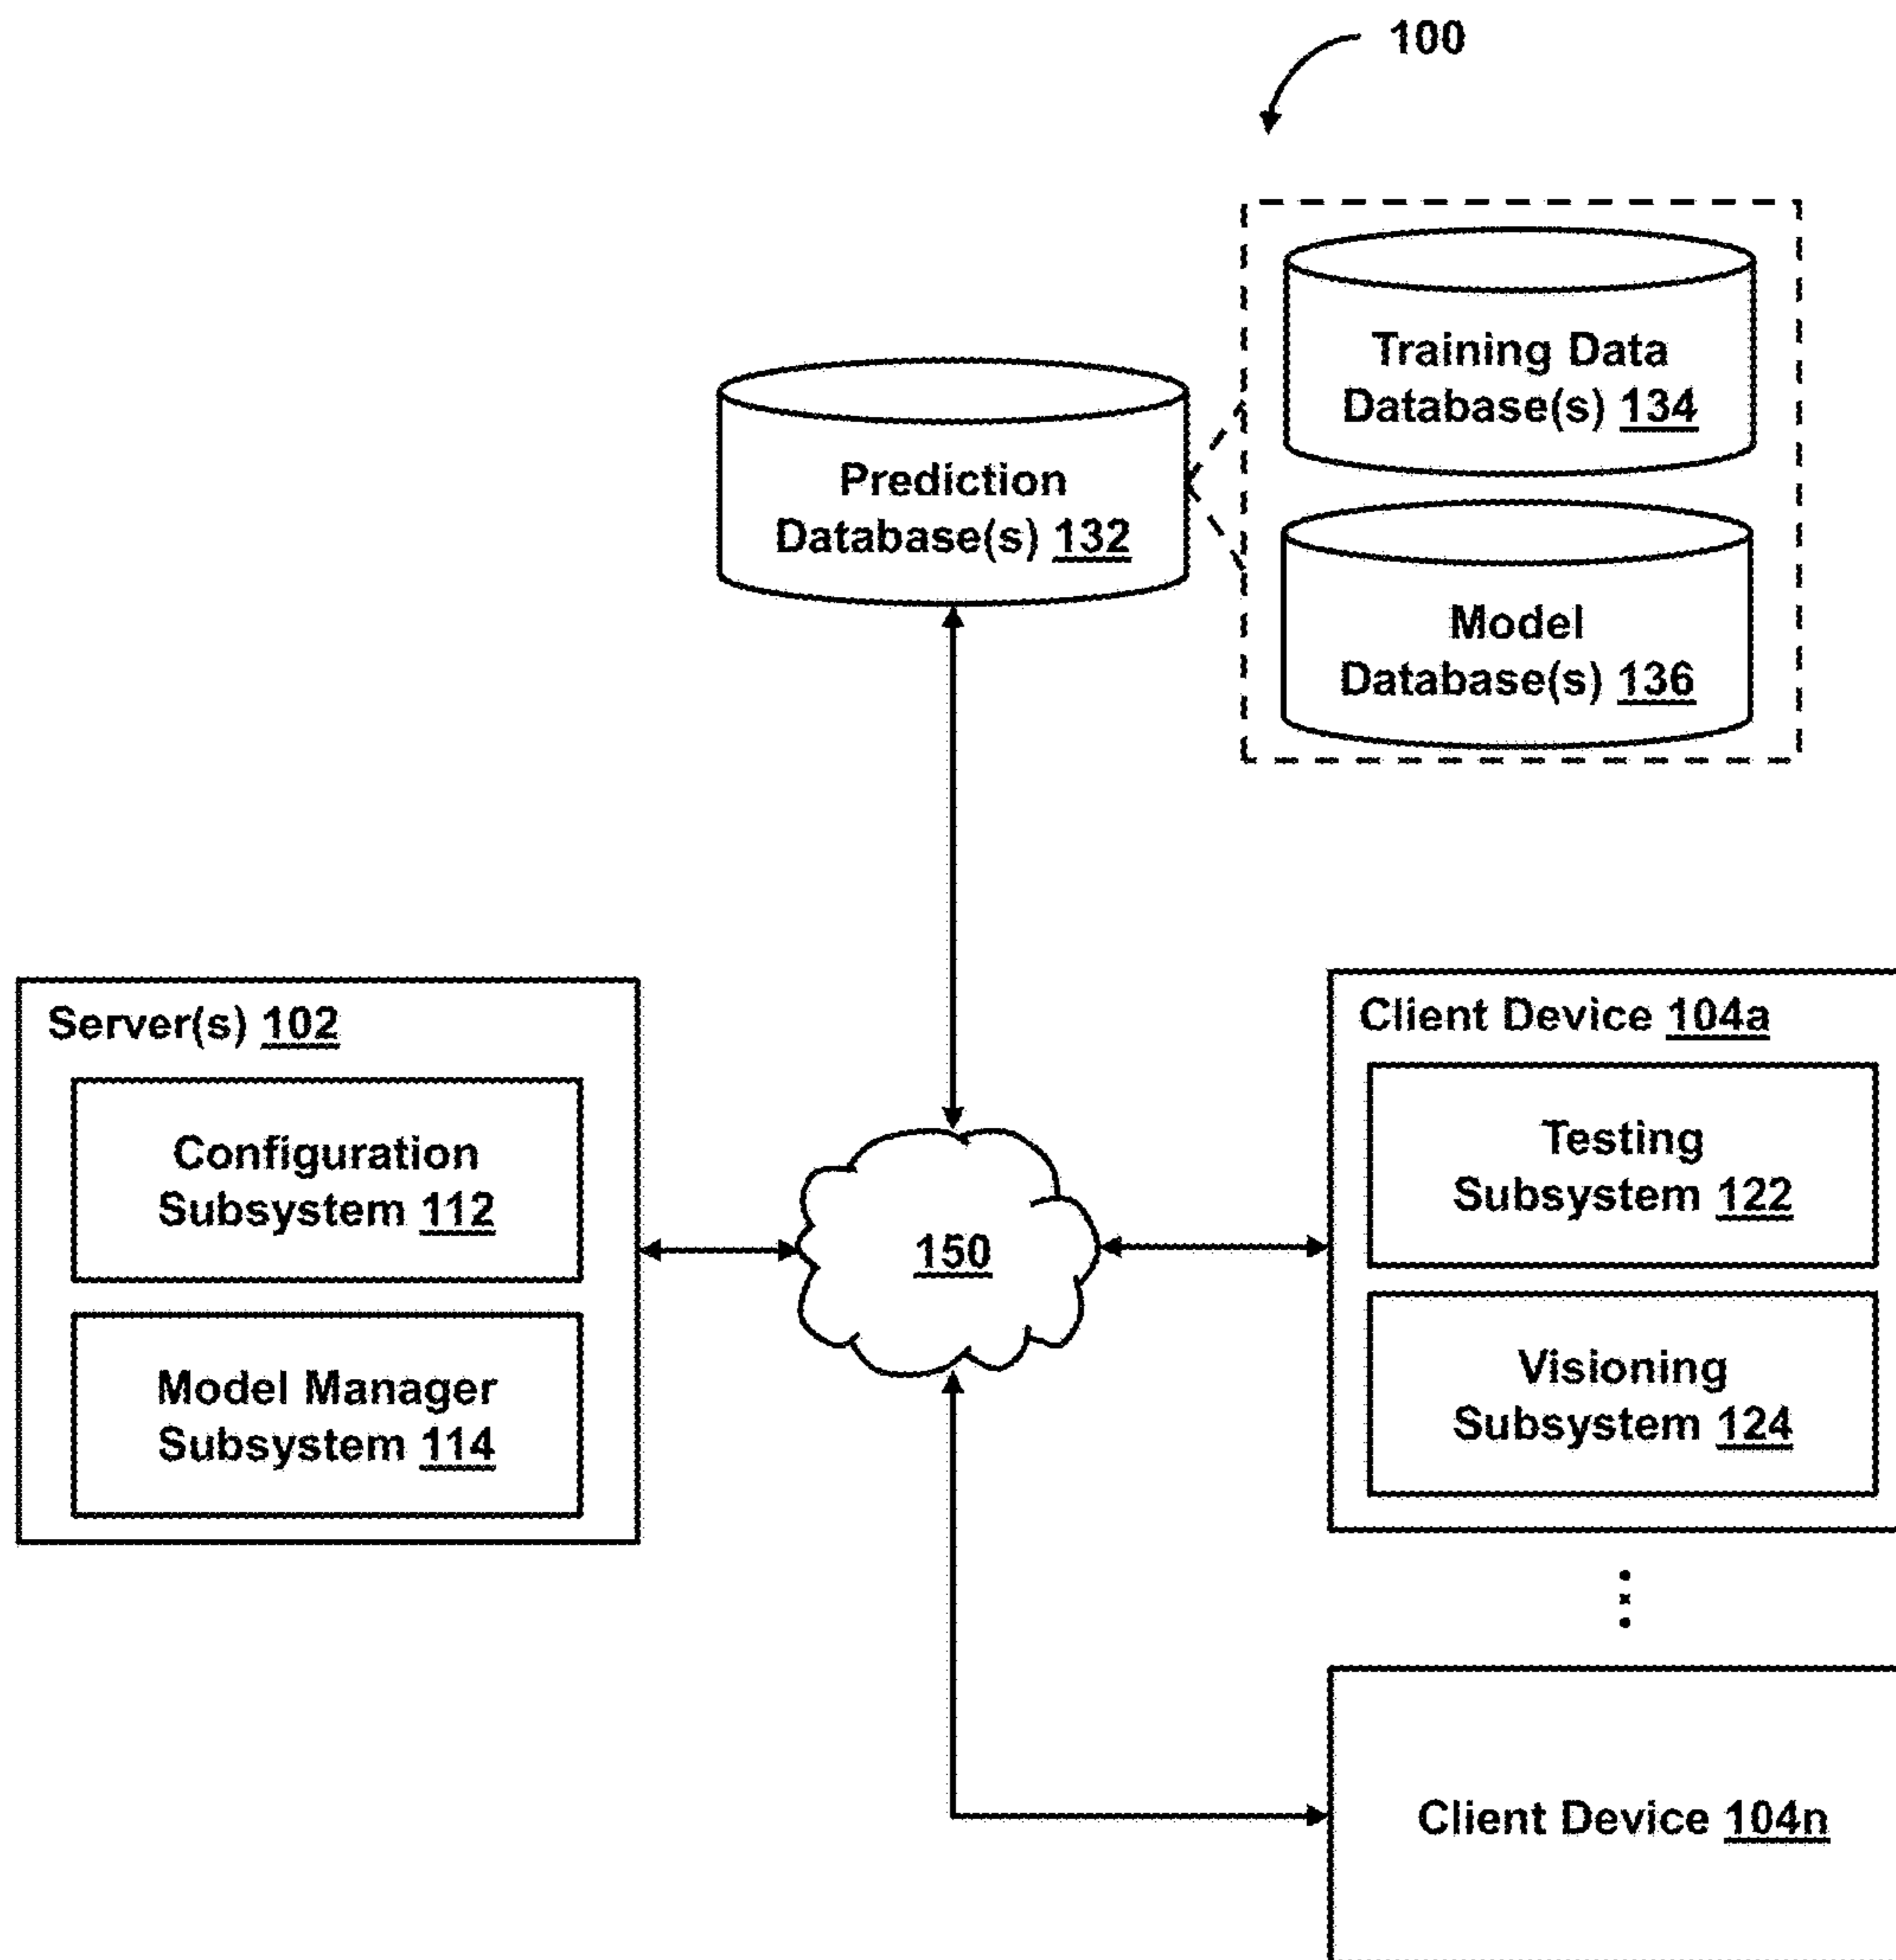 100
Training Data
Database(s) 134
Prediction
Database(s) 132
Model
Database(s) 136
Server(s) 102
Configuration
Subsystem 112
Model Manager
Subsystem 114
150
Client Device 104a
Testing
Subsystem 122
Visioning
Subsystem 124
Client Device 104n